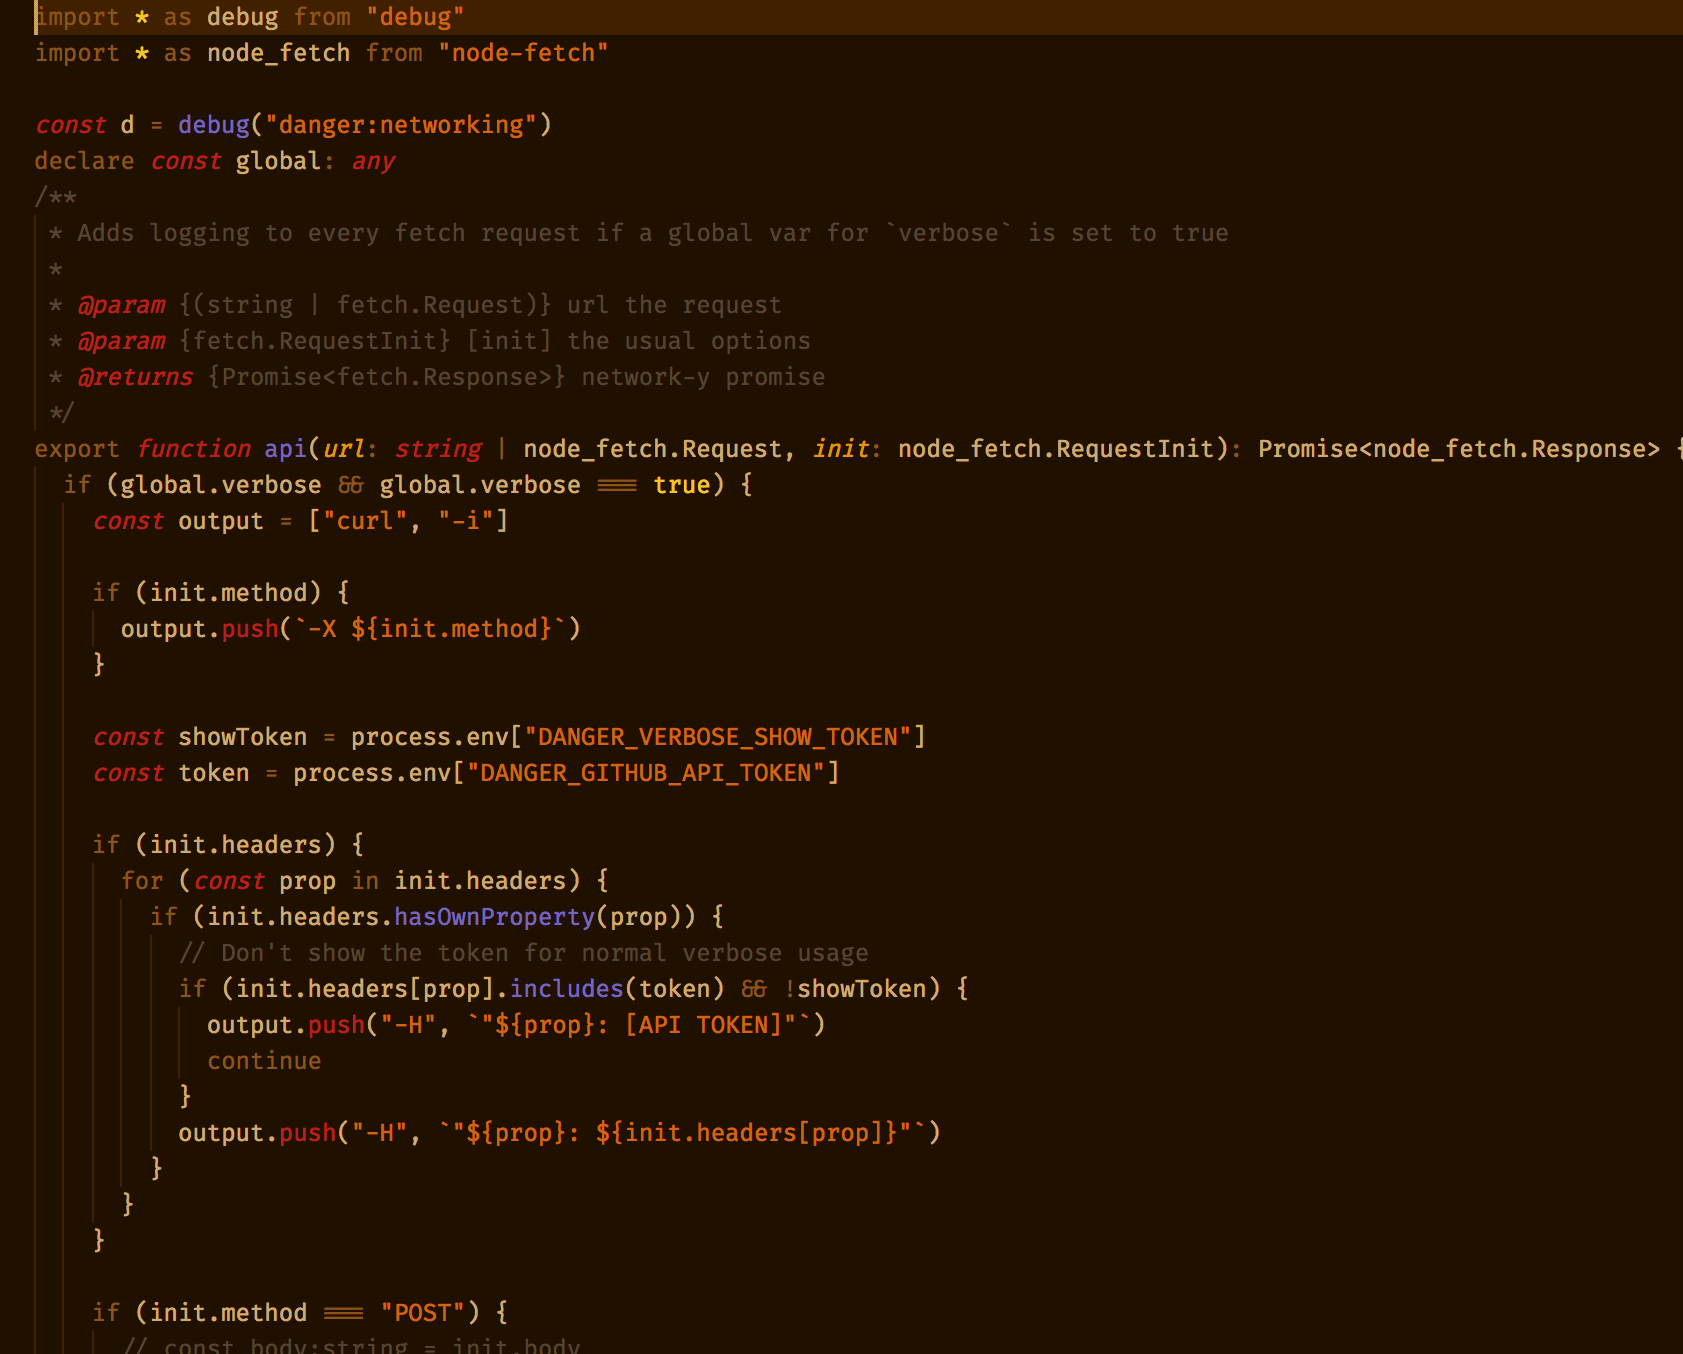 import * as debug from "debug"
import * as node_fetch from "node-fetch"

const d = debug("danger:networking")
declare const global: any
/**
 * Adds logging to every fetch request if a global var for `verbose` is set to true
 *
 * @param {(string | fetch.Request)} url the request
 * @param {fetch.RequestInit} [init] the usual options
 * @returns {Promise<fetch.Response>} network-y promise
 */
export function api(url: string | node_fetch.Request, init: node_fetch.RequestInit): Promise<node_fetch.Response> {
  if (global.verbose && global.verbose === true) {
    const output = ["curl", "-i"]

    if (init.method) {
      output.push(`-X ${init.method}`)
    }

    const showToken = process.env["DANGER_VERBOSE_SHOW_TOKEN"]
    const token = process.env["DANGER_GITHUB_API_TOKEN"]

    if (init.headers) {
      for (const prop in init.headers) {
        if (init.headers.hasOwnProperty(prop)) {
          // Don't show the token for normal verbose usage
          if (init.headers[prop].includes(token) && !showToken) {
            output.push("-H", `"${prop}: [API TOKEN]"`)
            continue
          }
          output.push("-H", `"${prop}: ${init.headers[prop]}"`)
        }
      }
    }

    if (init.method === "POST") {
      // const body:string = init.body